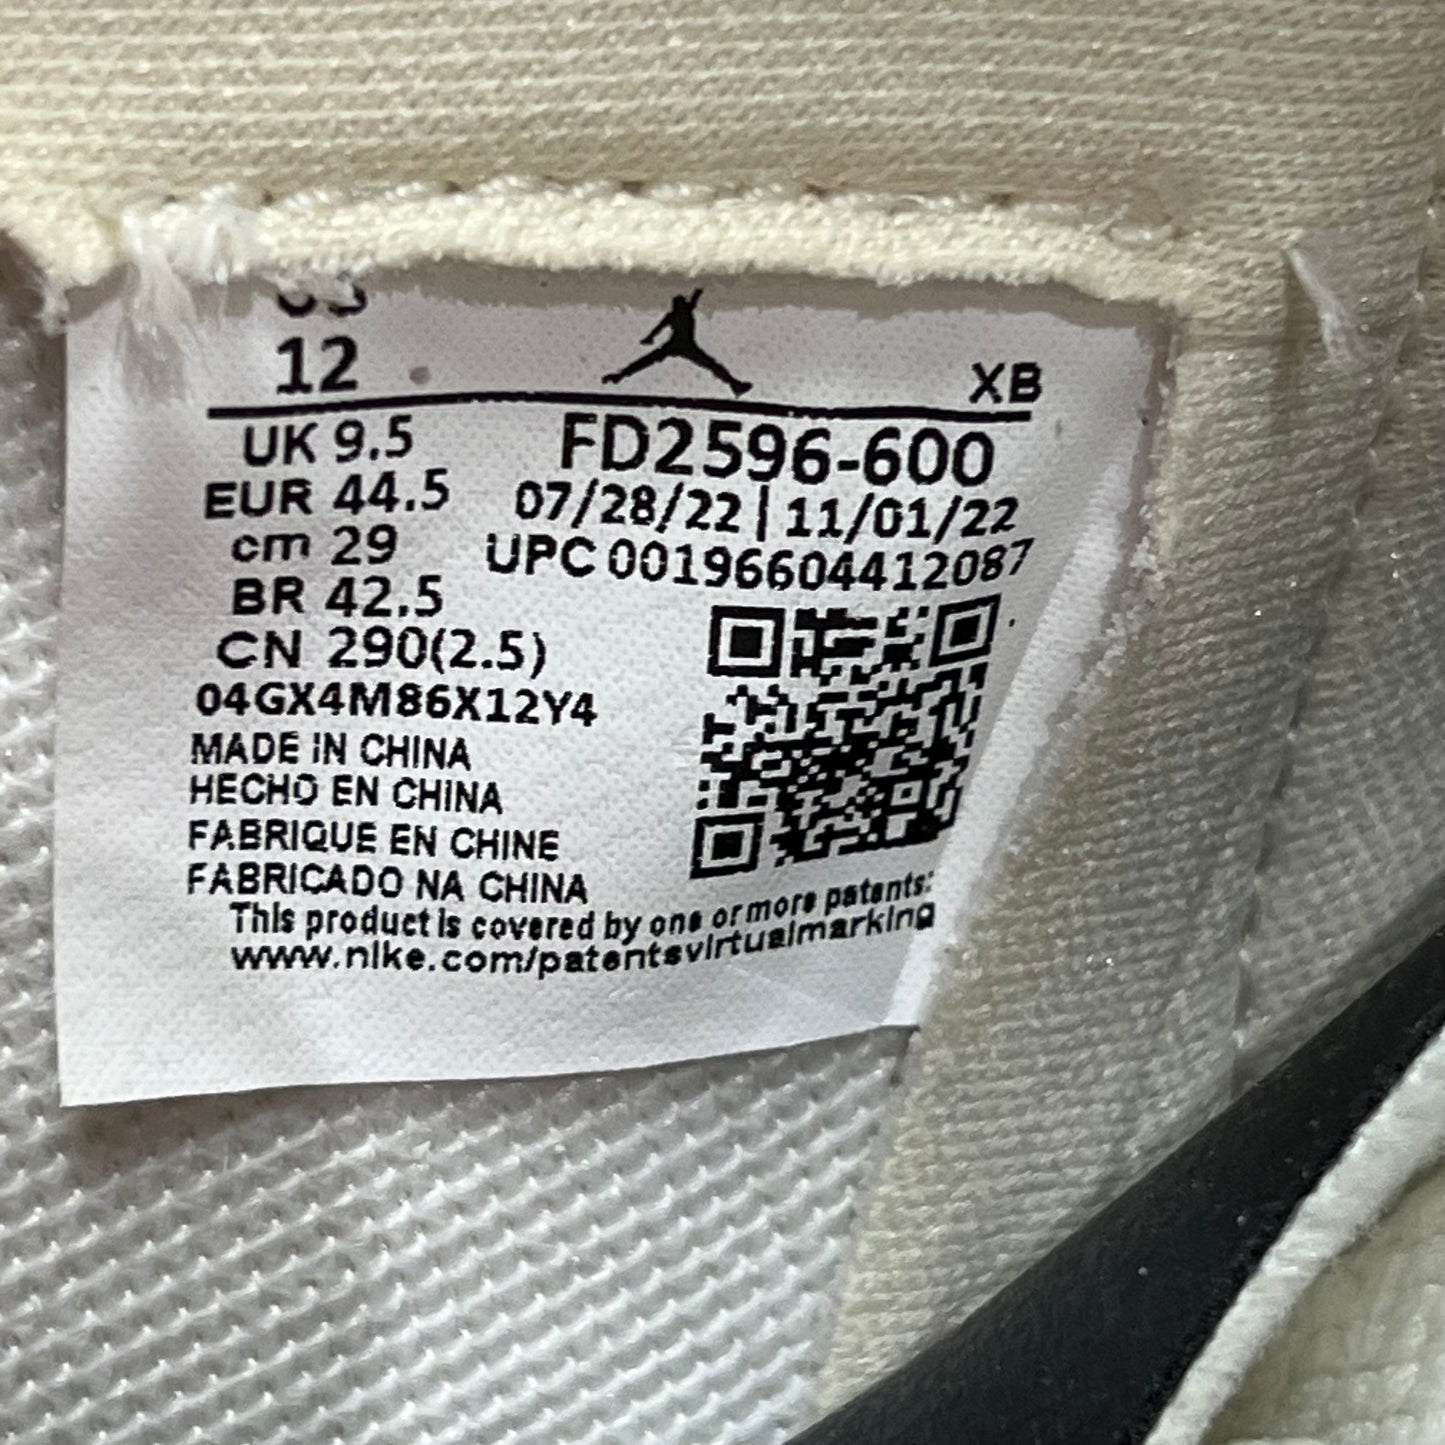 US
12
XB
UK 9.5
EUR 44.5
cm 29
BR 42.5
CN 290(2.5)
04GX4M86X12Y4
FD2596-600
07/28/22 | 11/01/22
UPC 00196604412087
MADE IN CHINA
HECHO EN CHINA
FABRIQUE EN CHINE
FABRICADO NA CHINA
This product is covered by one or more patents:
www.nike.com/patentsvirtualmarking